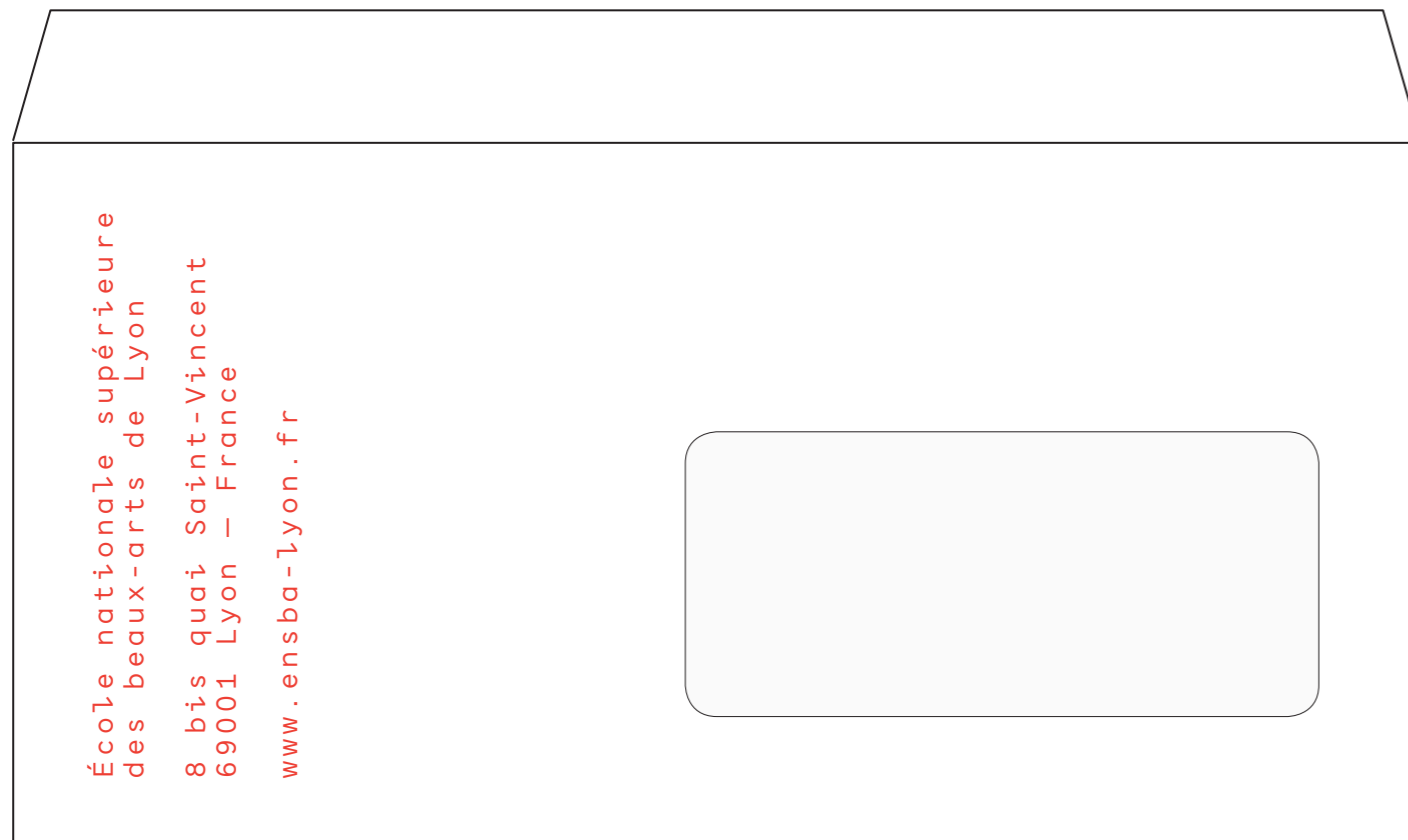 École nationale supérieure
des beaux-arts de Lyon
8 bis quai Saint-Vincent
69001 Lyon — France
www.ensba-lyon.fr